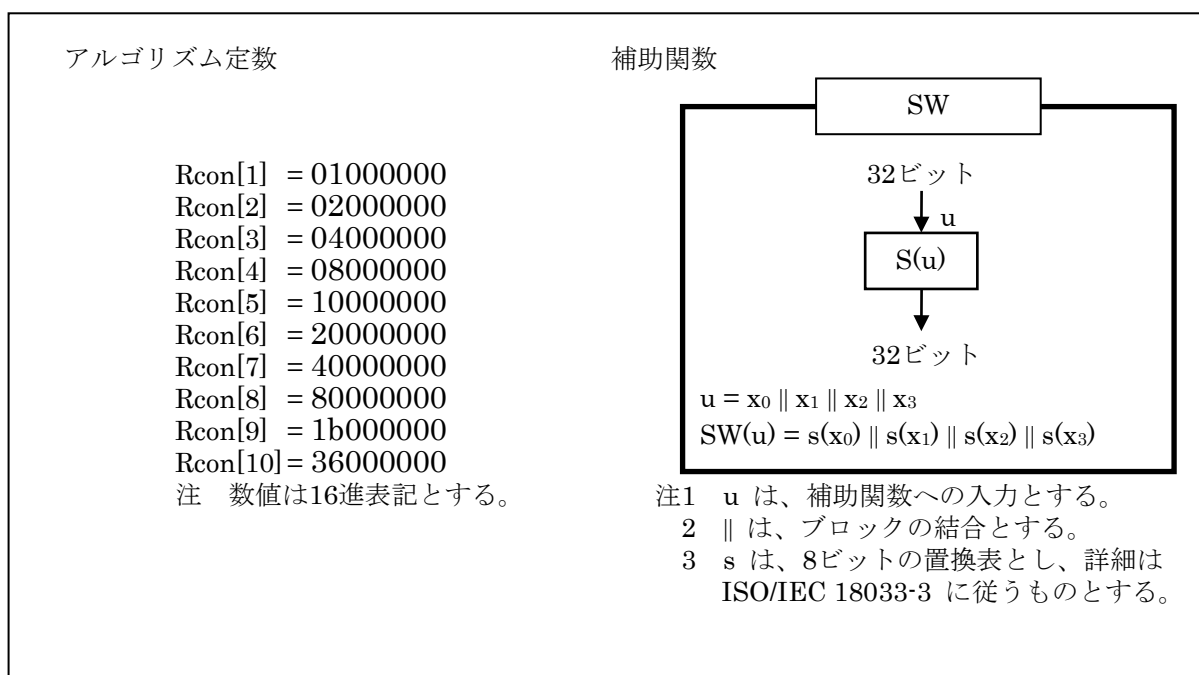 アルゴリズム定数
Rcon[1] = 01000000
Rcon[2] = 02000000
Rcon[3] = 04000000
Rcon[4] = 08000000
Rcon[5] = 10000000
Rcon[6] = 20000000
Rcon[7] = 40000000
Rcon[8] = 80000000
Rcon[9] = 1b000000
Rcon[10] = 36000000
注 数値は16進表記とする。
補助関数
SW
32ビット
u
S(u)
32ビット
u = x₀ ‖ x₁ ‖ x₂ ‖ x₃
SW(u) = s(x₀) ‖ s(x₁) ‖ s(x₂) ‖ s(x₃)
注1 u は、補助関数への入力とする。
2 ‖ は、ブロックの結合とする。
3 s は、8ビットの置換表とし、詳細は
ISO/IEC 18033-3 に従うものとする。